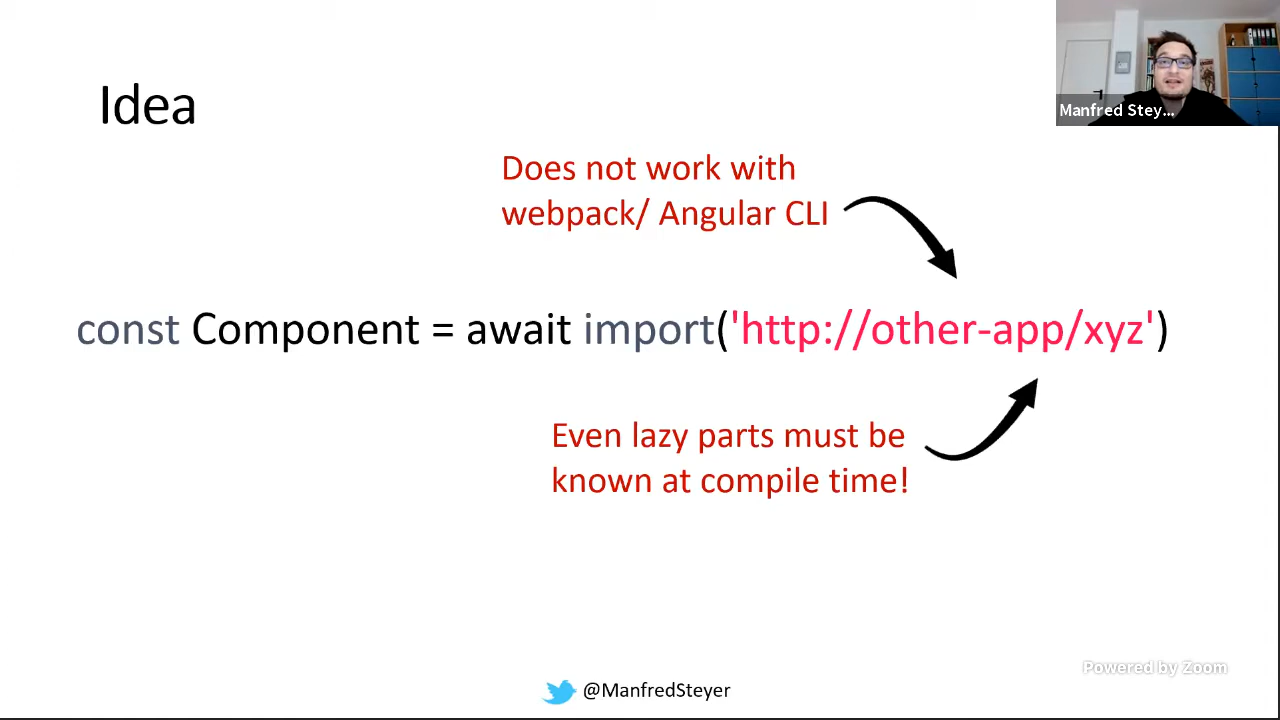 Idea
Manfred Stey...
Does not work with
webpack/ Angular CLI
const Component = await import('http://other-app/xyz')
Even lazy parts must be
known at compile time!
Powered by Zoom
@ManfredSteyer